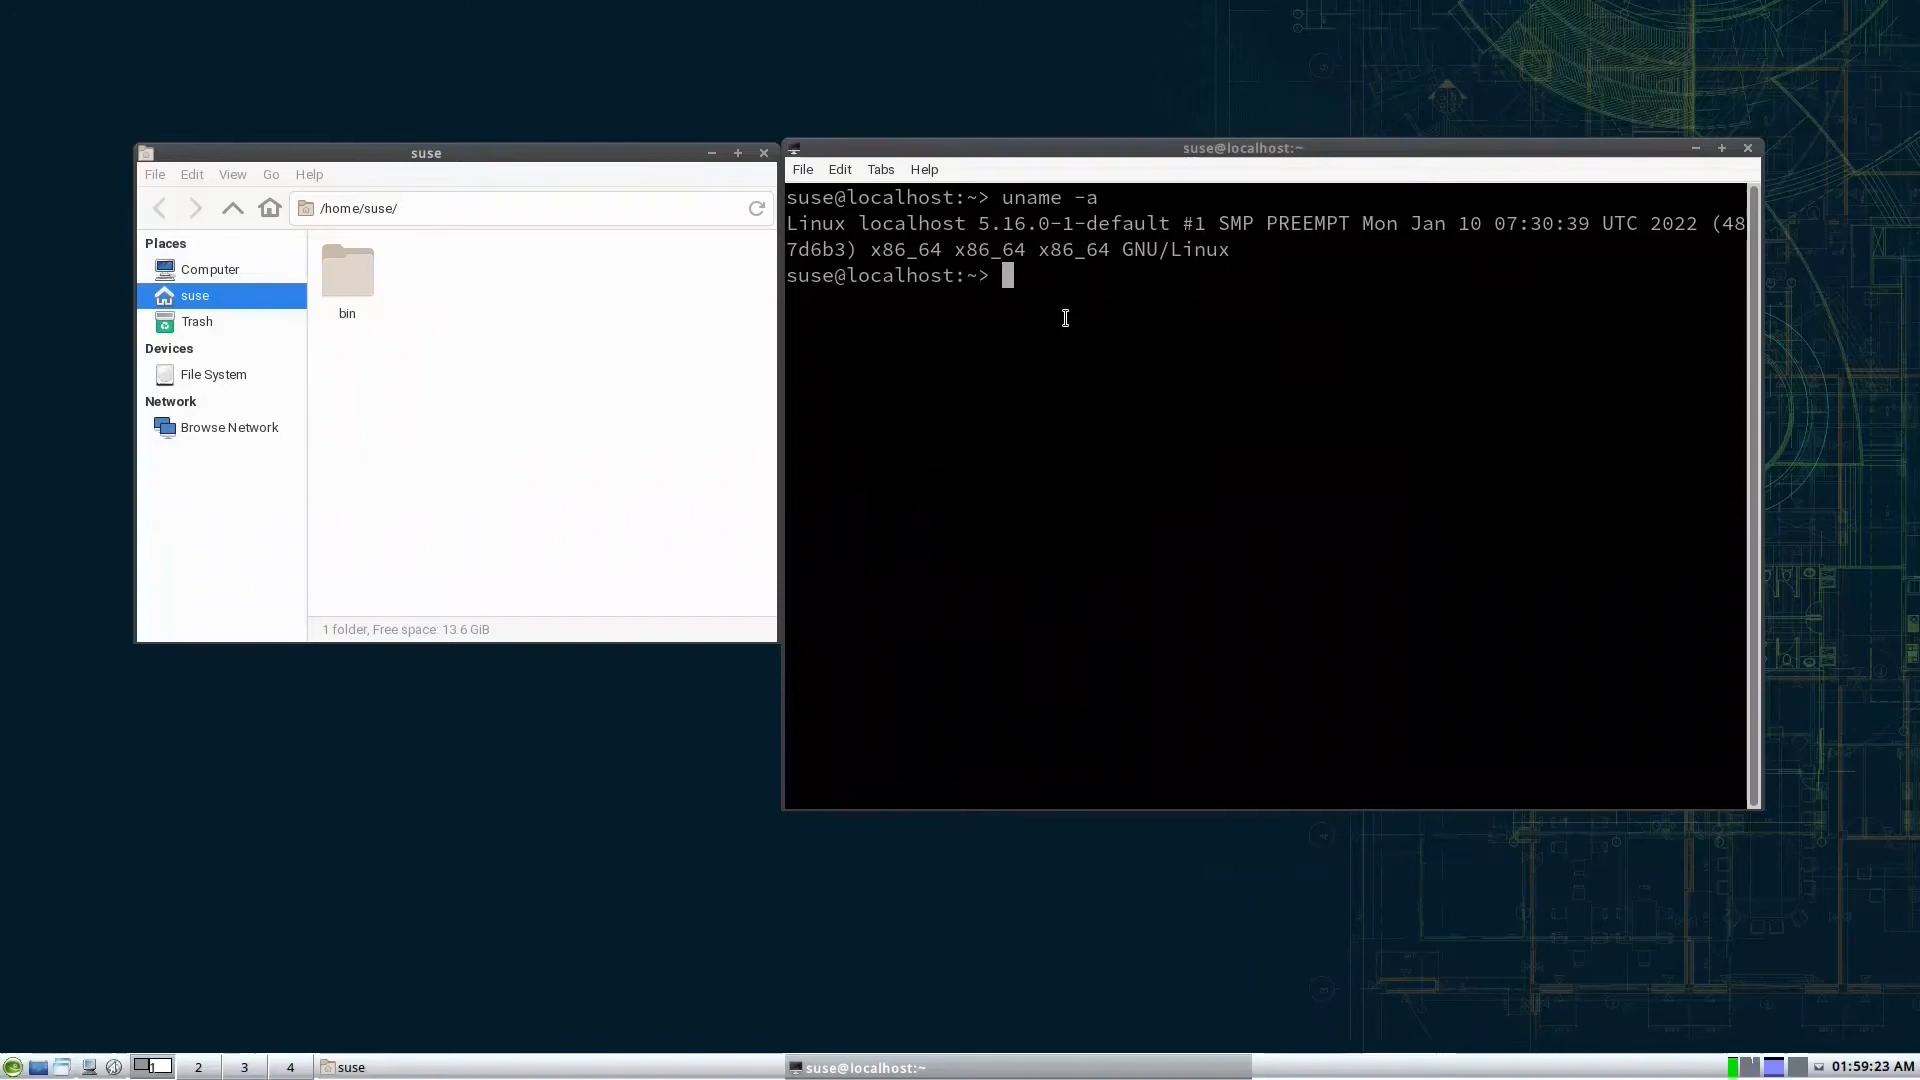 suse
File Edit View Go Help
/home/suse/
Places
Computer
suse
Trash
Devices
File System
Network
Browse Network
bin
1 folder, Free space: 13.6 GiB
suse@localhost:~
File Edit Tabs Help
suse@localhost:~> uname -a
Linux localhost 5.16.0-1-default #1 SMP PREEMPT Mon Jan 10 07:30:39 UTC 2022 (48
7d6b3) x86_64 x86_64 x86_64 GNU/Linux
suse@localhost:~>
1 2 3 4 suse suse@localhost:~ 01:59:23 AM